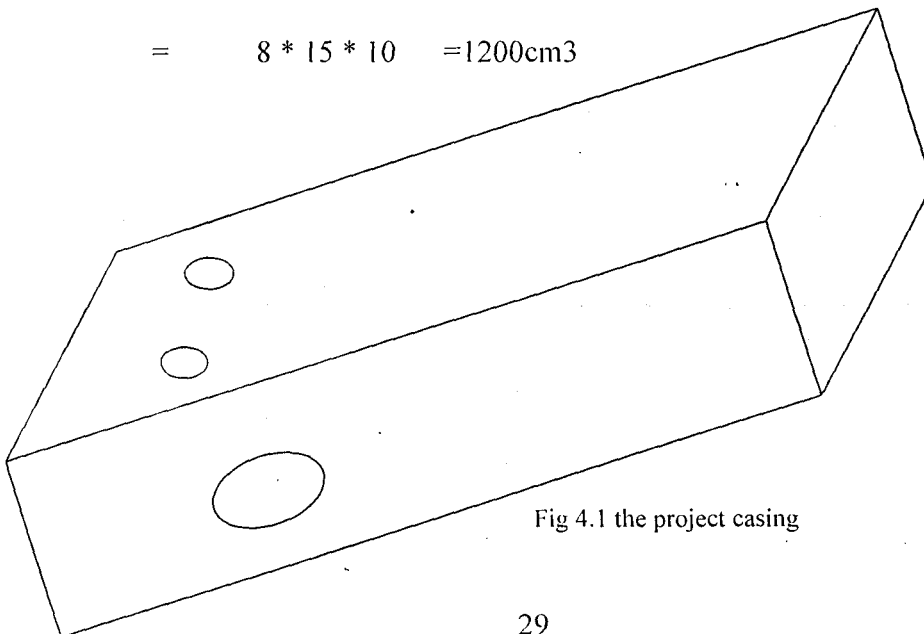 = 8 * 15 * 10 =1200cm3
Fig 4.1 the project casing
29